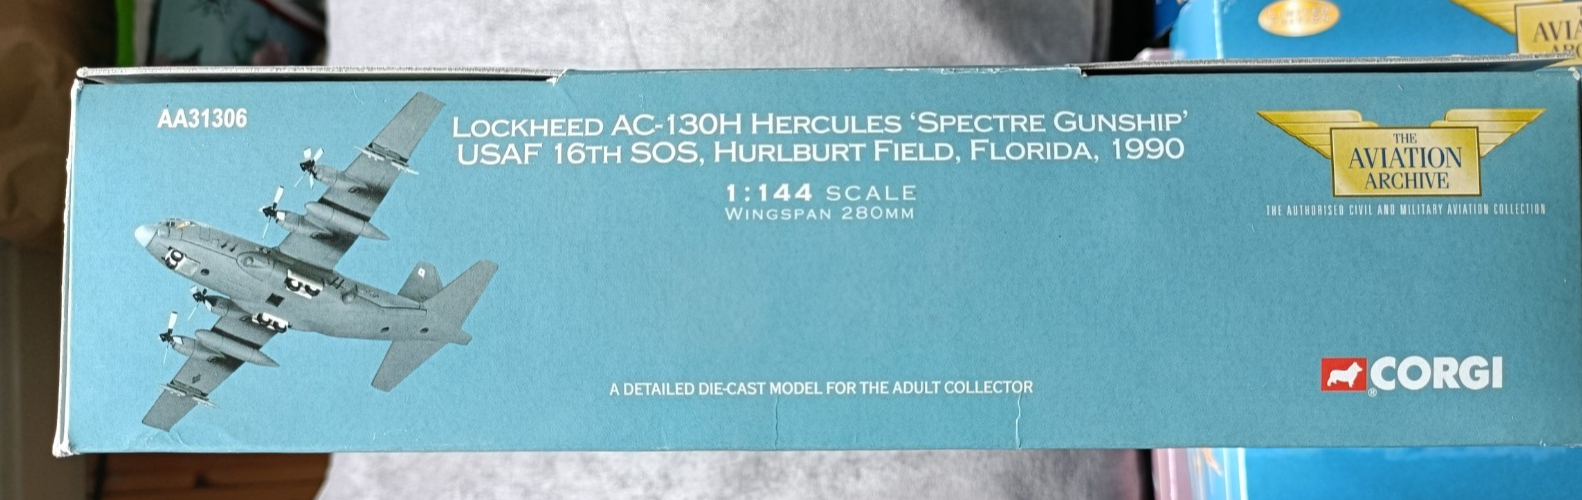 AA31306
LOCKHEED AC-130H HERCULES ‘SPECTRE GUNSHIP’
USAF 16TH SOS, HURLBURT FIELD, FLORIDA, 1990
1:144 SCALE
WINGSPAN 280MM
THE
AVIATION
ARCHIVE
THE AUTHORISED CIVIL AND MILITARY AVIATION COLLECTION
A DETAILED DIE-CAST MODEL FOR THE ADULT COLLECTOR
CORGI
®